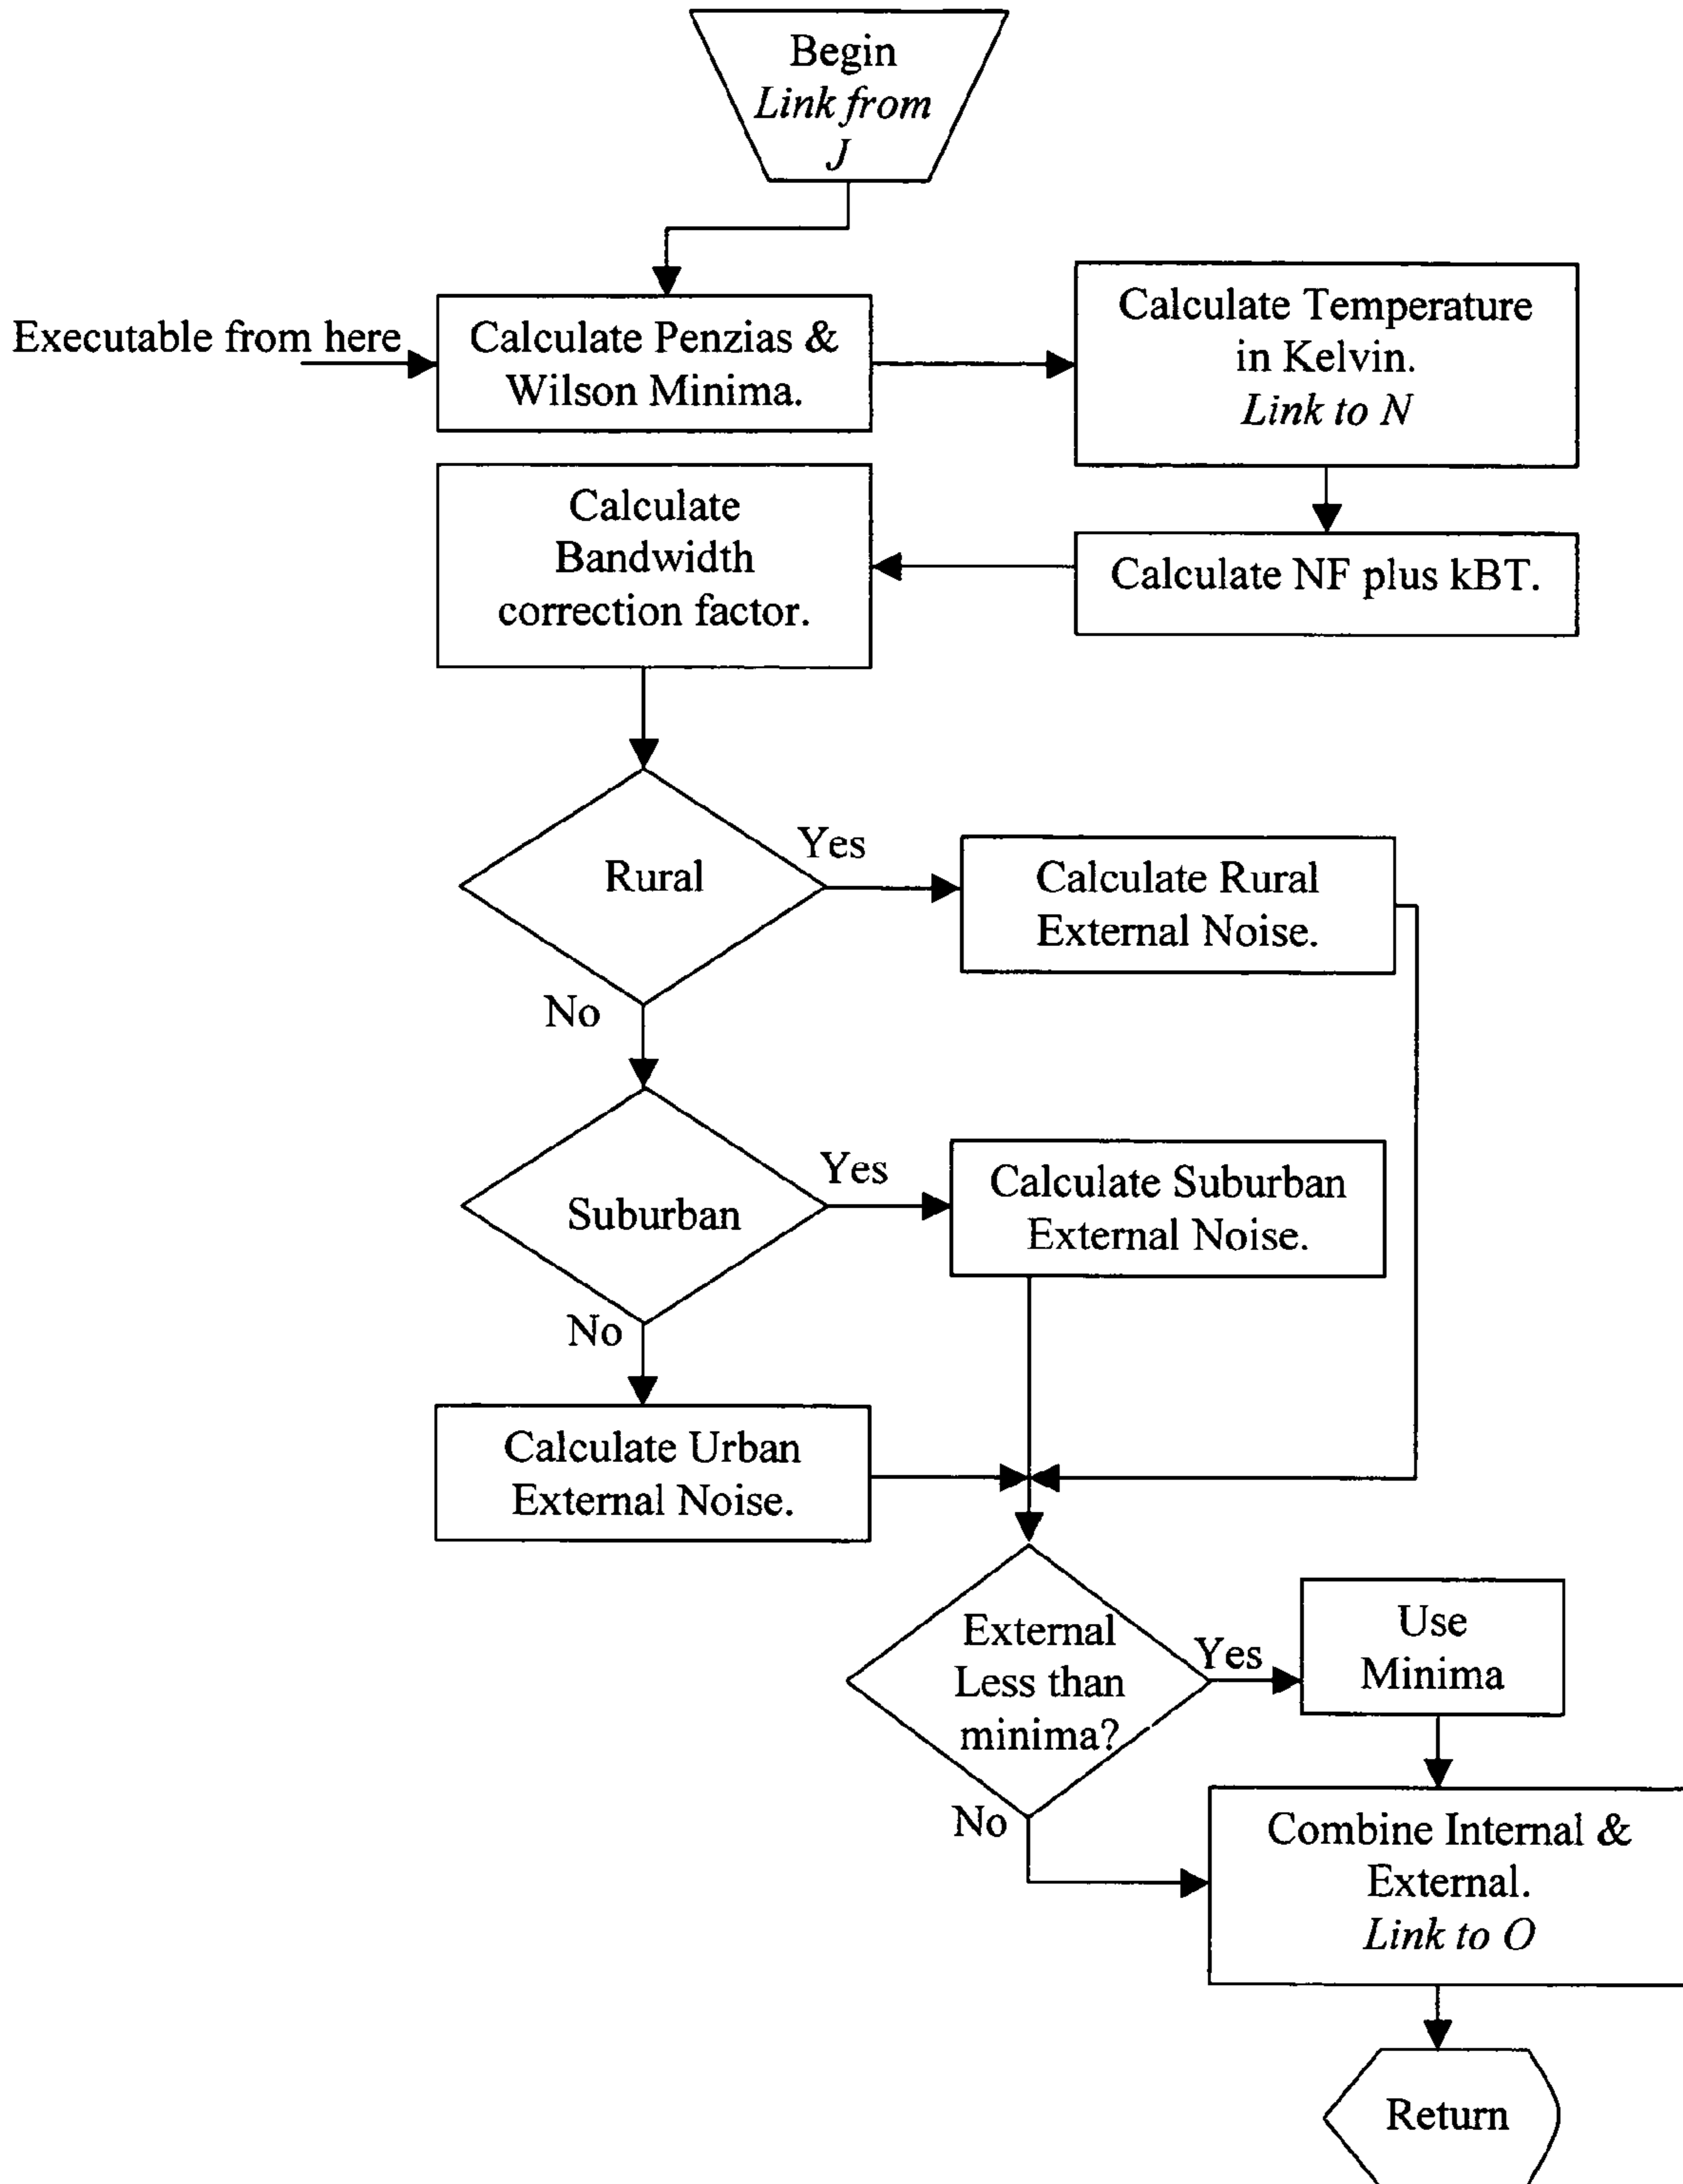 Begin
Link from
J
Executable from here
Calculate Penzias &
Wilson Minima.
Calculate Temperature
in Kelvin.
Link to N
Calculate
Bandwidth
correction factor.
Calculate NF plus kBT.
Rural
Yes
Calculate Rural
External Noise.
No
Suburban
Yes
Calculate Suburban
External Noise.
No
Calculate Urban
External Noise.
External
Less than
minima?
Yes
Use
Minima
No
Combine Internal &
External.
Link to O
Return